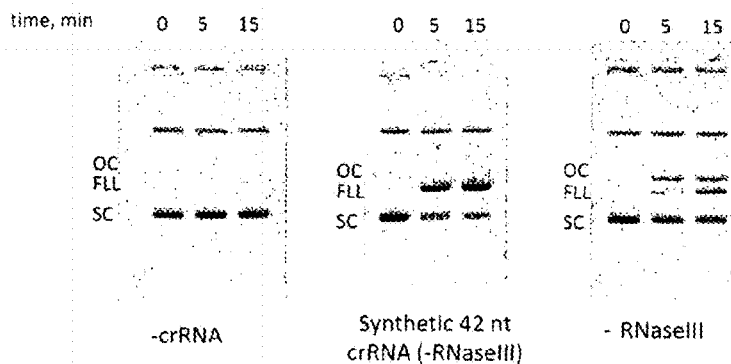 time, min 0 5 15 0 5 15 0 5 15
OC
FLL
SC
OC
FLL
SC
OC
FLL
SC
-crRNA
Synthetic 42 nt
crRNA (-RNaseIII)
- RNaseIII